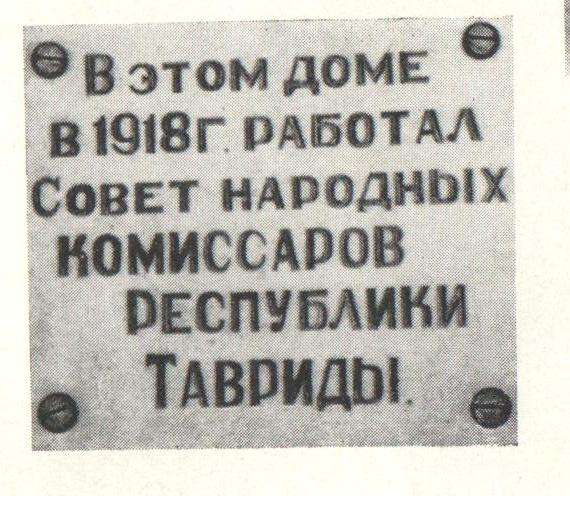 В этом доме
в 1918г. работал
Совет народных
комиссаров
республики
Тавриды.